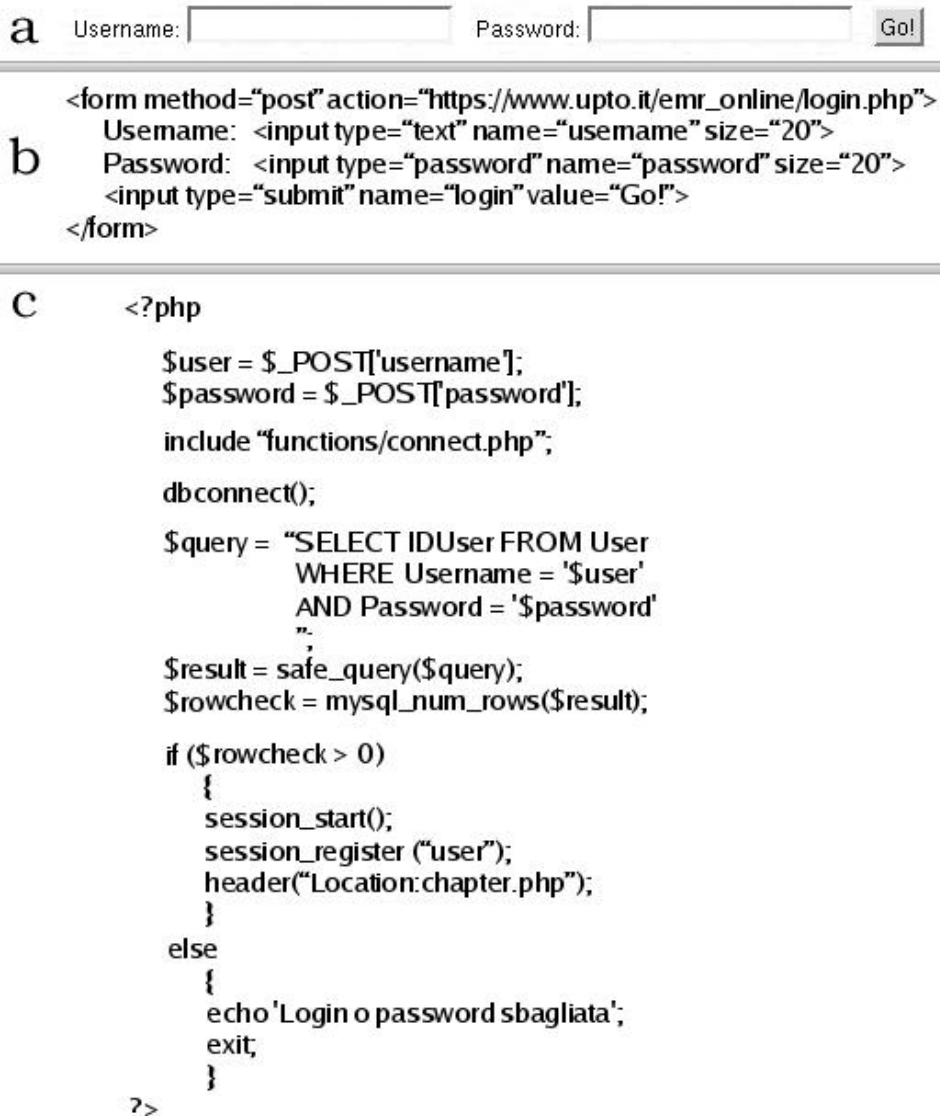 a Username: Password: Go!
<form method=“post” action=“https://www.upto.it/emr_online/login.php”>
Username: <input type=“text” name=“username” size=“20”>
b Password: <input type=“password” name=“password” size=“20”>
<input type=“submit” name=“login” value=“Go!”>
</form>
c <?php
$user = $_POST['username'];
$password = $_POST['password'];
include “functions/connect.php”;
dbconnect();
$query = “SELECT IDUser FROM User
WHERE Username = '$user'
AND Password = '$password'
”;
$result = safe_query($query);
$rowcheck = mysql_num_rows($result);
if ($rowcheck > 0)
{
session_start();
session_register (“user”);
header(“Location:chapter.php”);
}
else
{
echo 'Login o password sbagliata';
exit;
}
?>